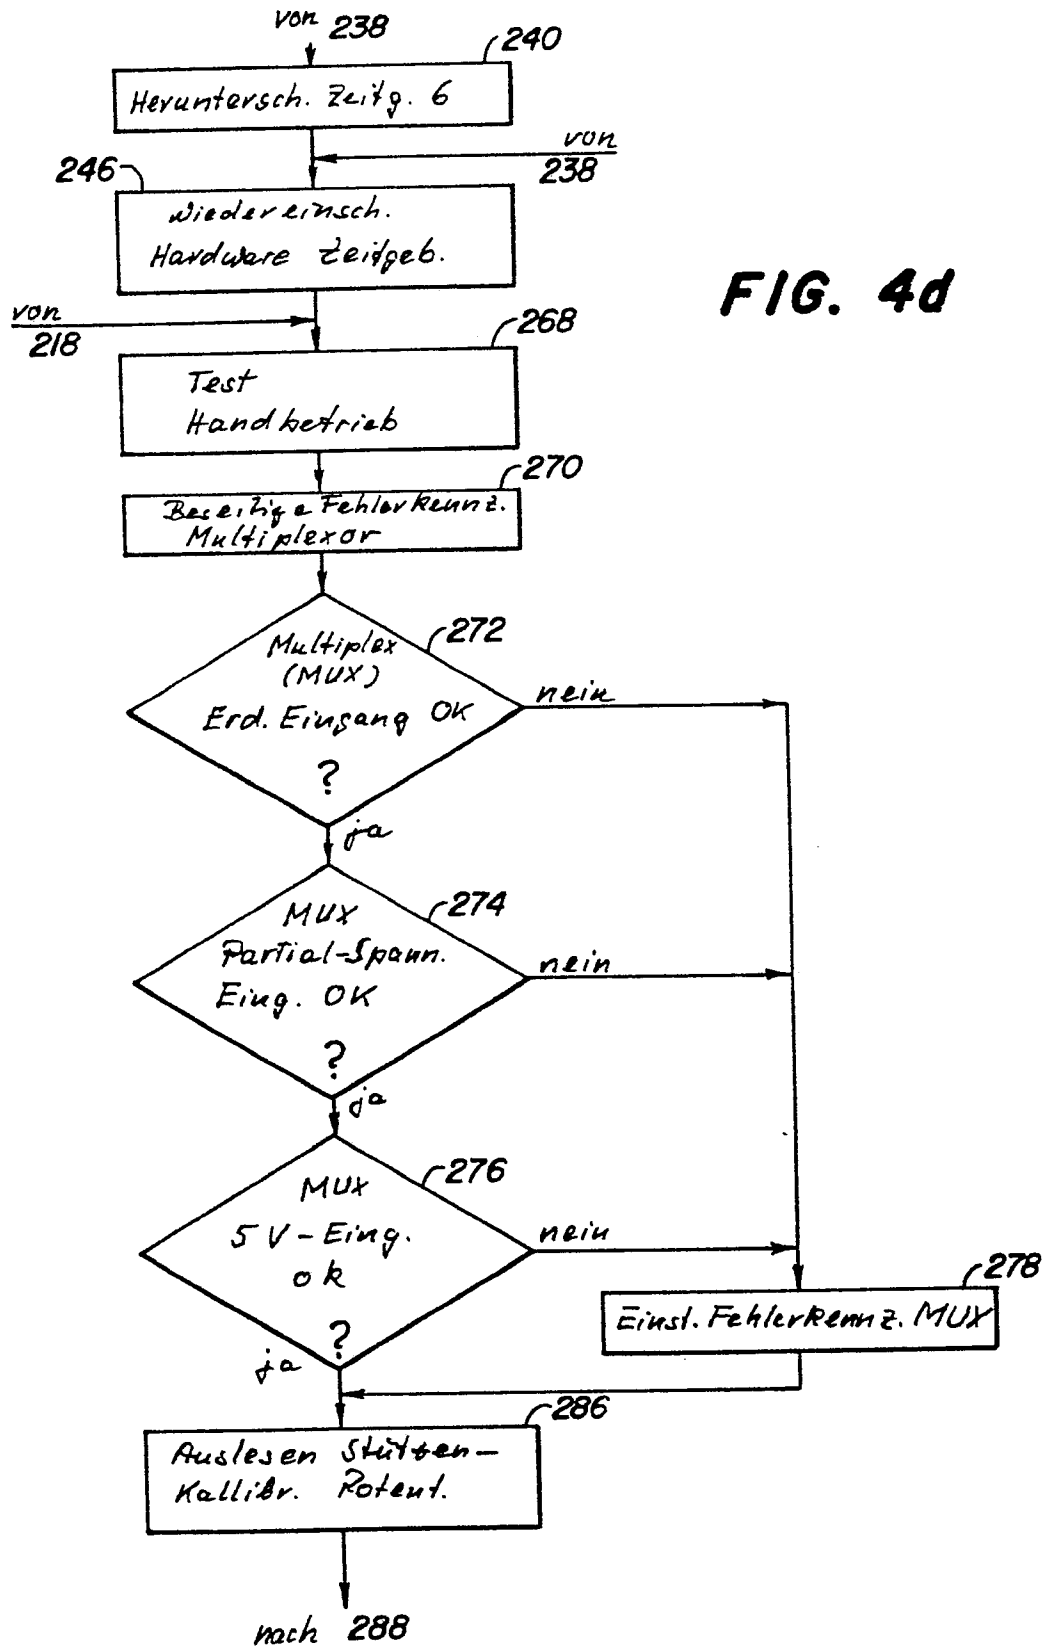 von 238
240
Heruntersch. Zeitg. 6
von
238
246
Wiedereinsch.
Hardware Zeitgeb.
FIG. 4d
von
218
268
Test
Handbetrieb
270
Beseitige Fehlerkennz.
Multiplexor
272
Multiplex
(MUX)
Erd. Eingang OK
?
nein
ja
274
MUX
Partial-Spann.
Eing. OK
?
nein
ja
276
MUX
5 V - Eing.
ok
?
nein
ja
278
Einst. Fehlerkennz. MUX
286
Auslesen Stützen-
Kallibr. Potent.
nach 288